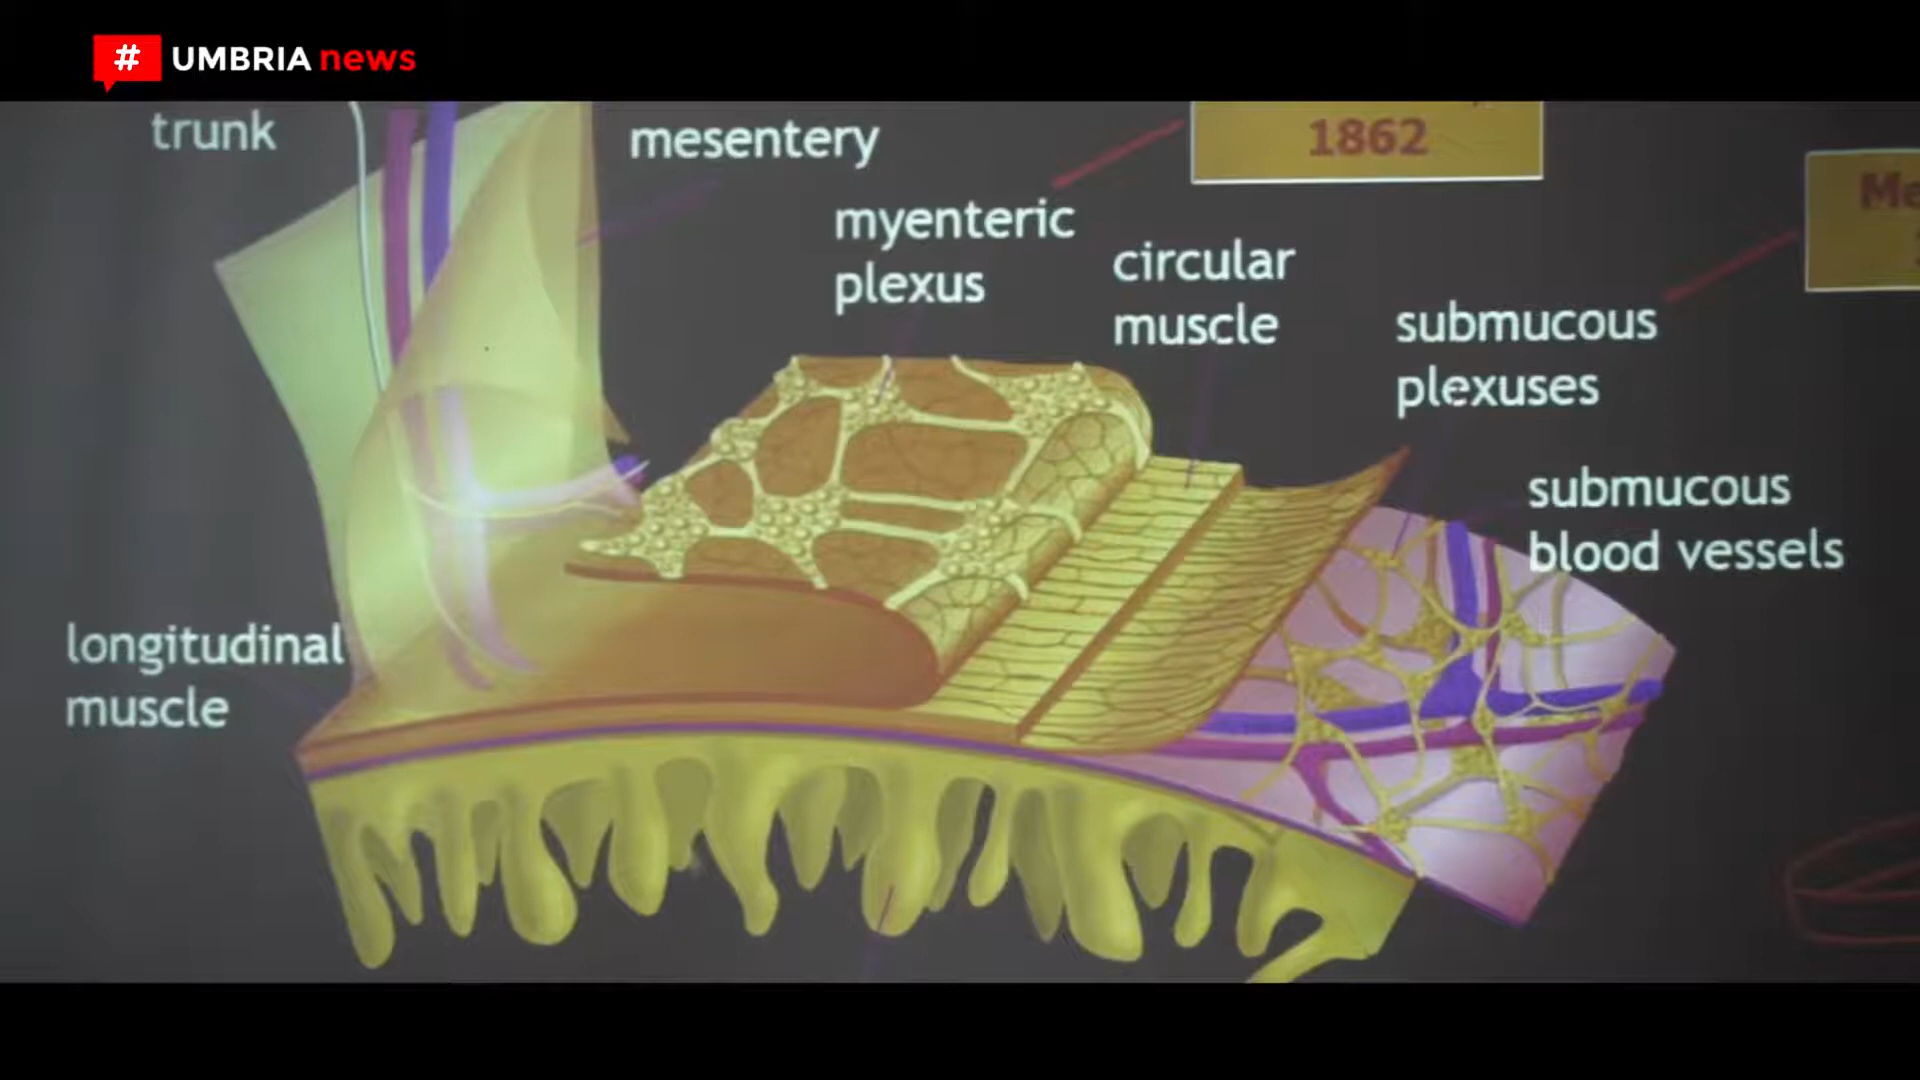 # UMBRIA news
trunk
mesentery
1862
myenteric
plexus
circular
muscle
submucous
plexuses
submucous
blood vessels
longitudinal
muscle